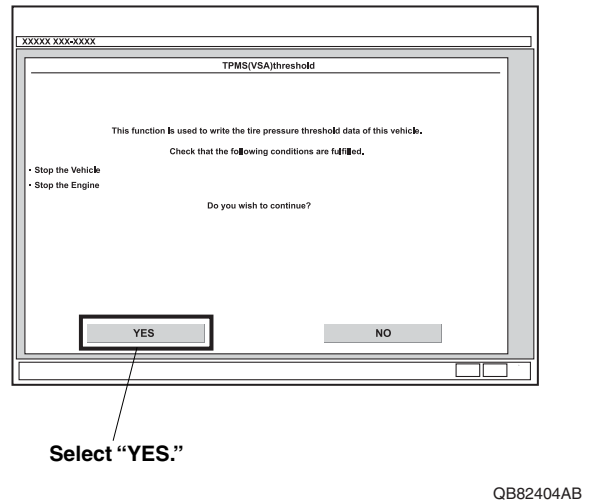 XXXXX XXX-XXXX
TPMS(VSA)threshold
This function Is used to write the tire pressure threshold data of this vehicle.
Check that the following conditions are fulfilled.
• Stop the Vehicle
• Stop the Engine
Do you wish to continue?
YES NO
Select “YES.”
QB82404AB